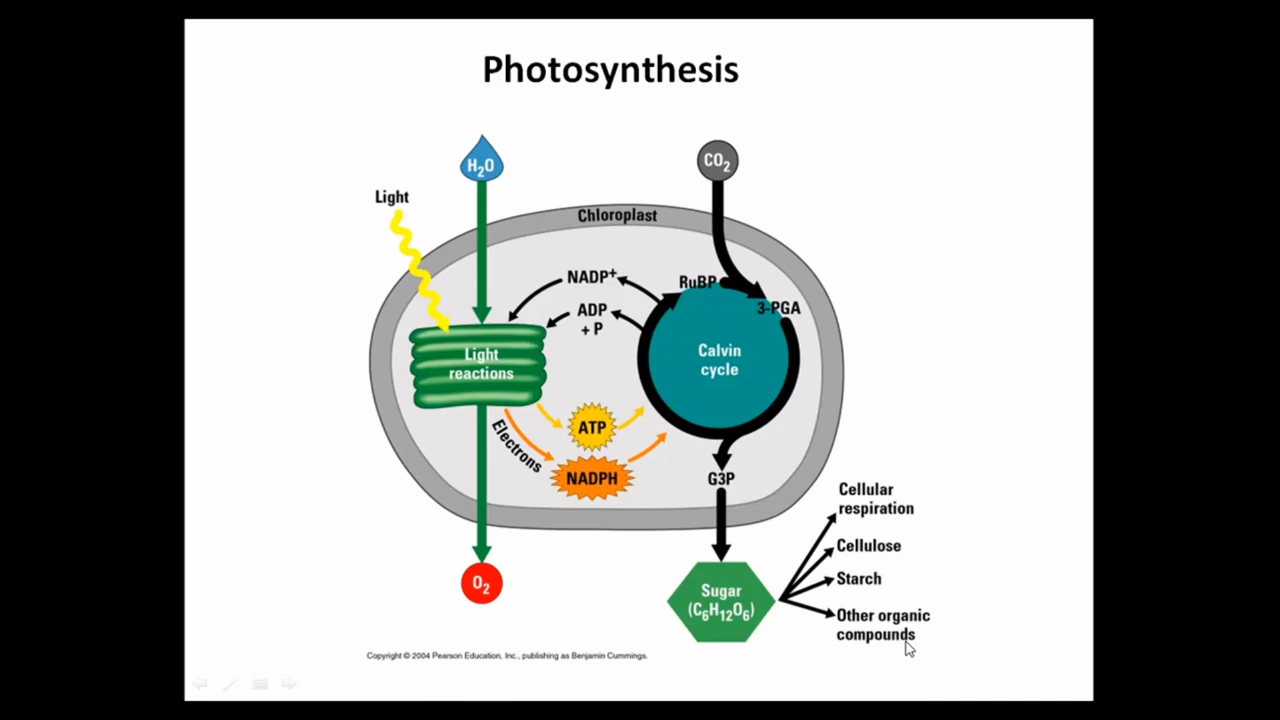 Photosynthesis
H₂O
CO₂
Light
Chloroplast
NADP⁺
RuBP
3-PGA
ADP
+ P
Light
reactions
Calvin
cycle
Electrons
ATP
NADPH
G3P
O₂
Sugar
(C₆H₁₂O₆)
Cellular
respiration
Cellulose
Starch
Other organic
compounds
Copyright © 2004 Pearson Education, Inc., publishing as Benjamin Cummings.